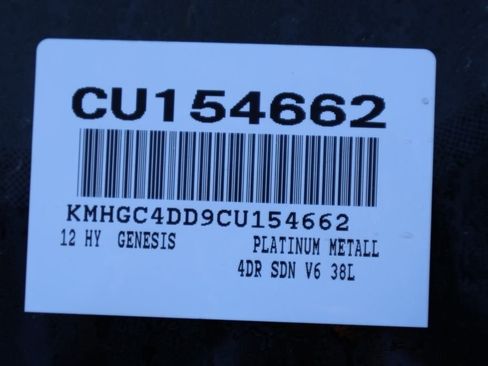 CU154662
KMHGC4DD9CU154662
12 HY GENESIS PLATINUM METALL
4DR SDN V6 38L